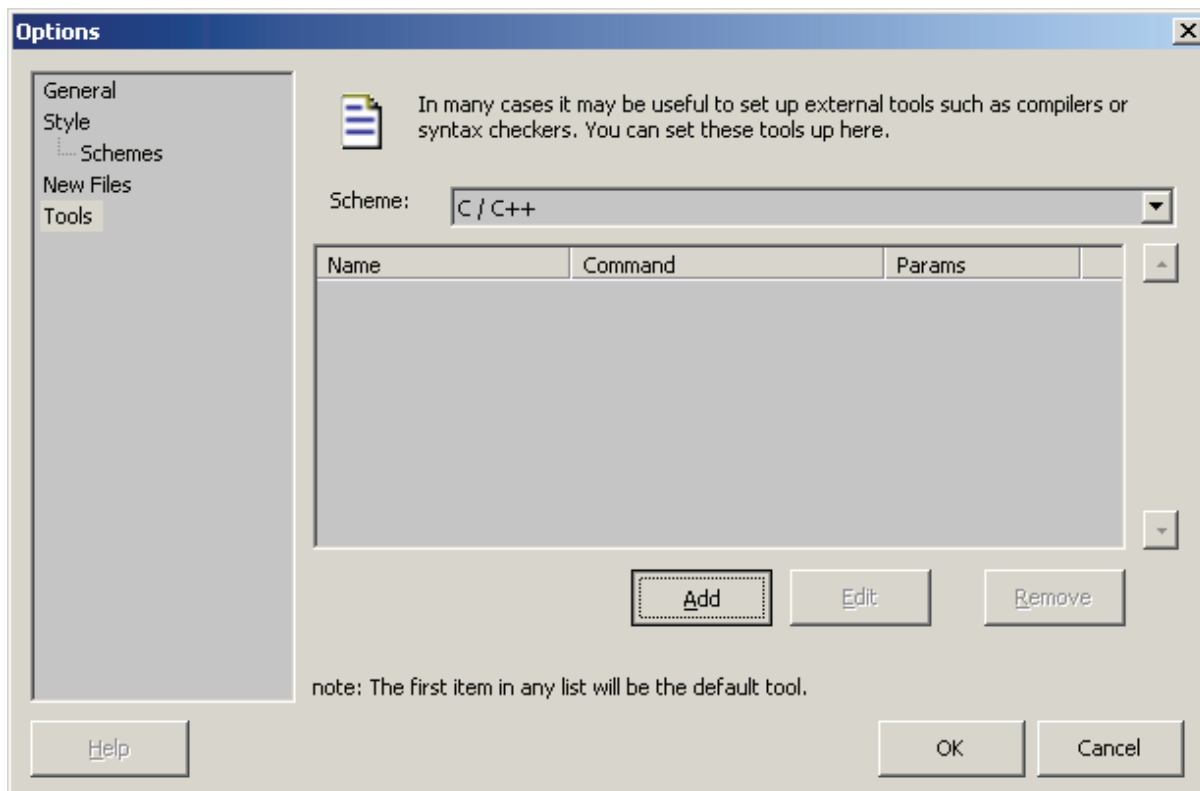 Options
General
Style
Schemes
New Files
Tools
In many cases it may be useful to set up external tools such as compilers or
syntax checkers. You can set these tools up here.
Scheme:
C / C++
Name Command Params
Add Edit Remove
note: The first item in any list will be the default tool.
Help OK Cancel